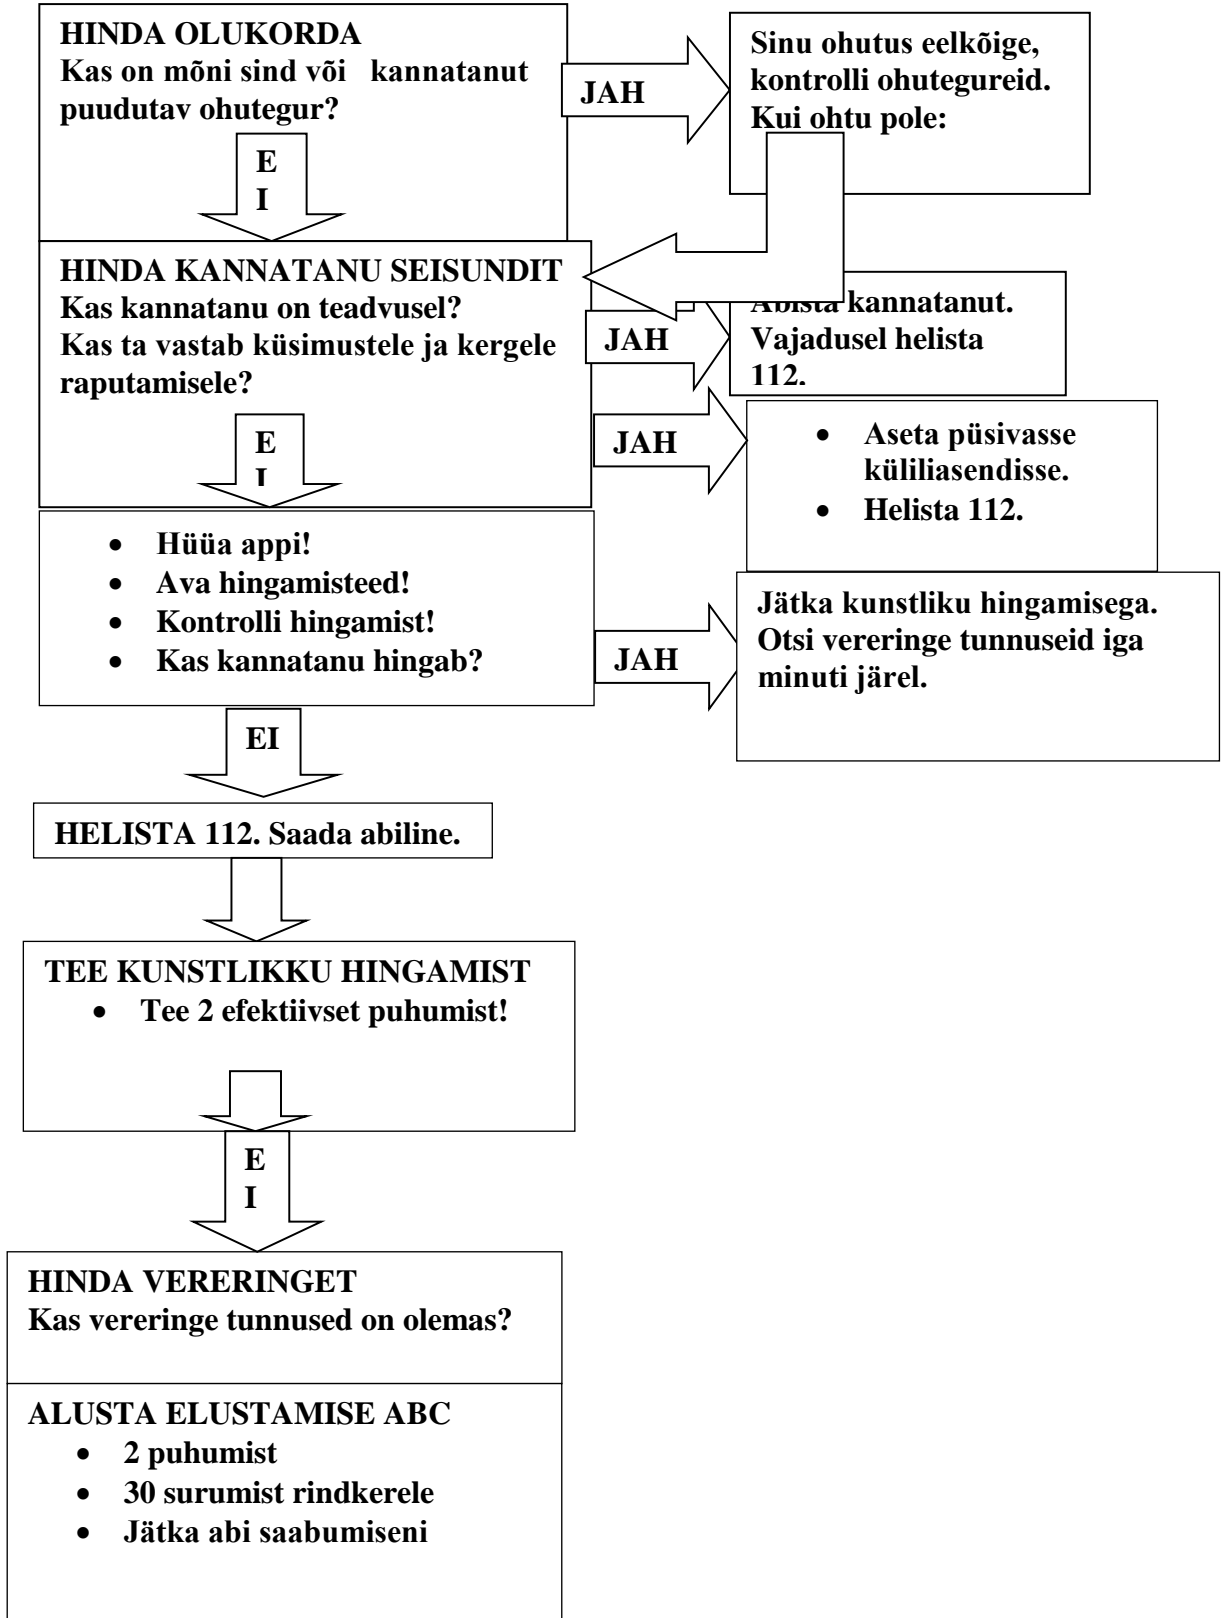 HINDA OLUKORDA
Kas on mõni sind või kannatanut
puudutav ohutegur?
JAH
Sinu ohutus eelkõige,
kontrolli ohutegureid.
Kui ohtu pole:
E
I
HINDA KANNATANU SEISUNDIT
Kas kannatanu on teadvusel?
Kas ta vastab küsimustele ja kergele
raputamisele?
JAH
Abista kannatanut.
Vajadusel helista
112.
E
I
JAH
• Aseta püsivasse
küliliasendisse.
• Helista 112.
• Hüüa appi!
• Ava hingamisteed!
• Kontrolli hingamist!
• Kas kannatanu hingab?
JAH
Jätka kunstliku hingamisega.
Otsi vereringe tunnuseid iga
minuti järel.
EI
HELISTA 112. Saada abiline.
TEE KUNSTLIKKU HINGAMIST
• Tee 2 efektiivset puhumist!
E
I
HINDA VERERINGET
Kas vereringe tunnused on olemas?
ALUSTA ELUSTAMISE ABC
• 2 puhumist
• 30 surumist rindkerele
• Jätka abi saabumiseni